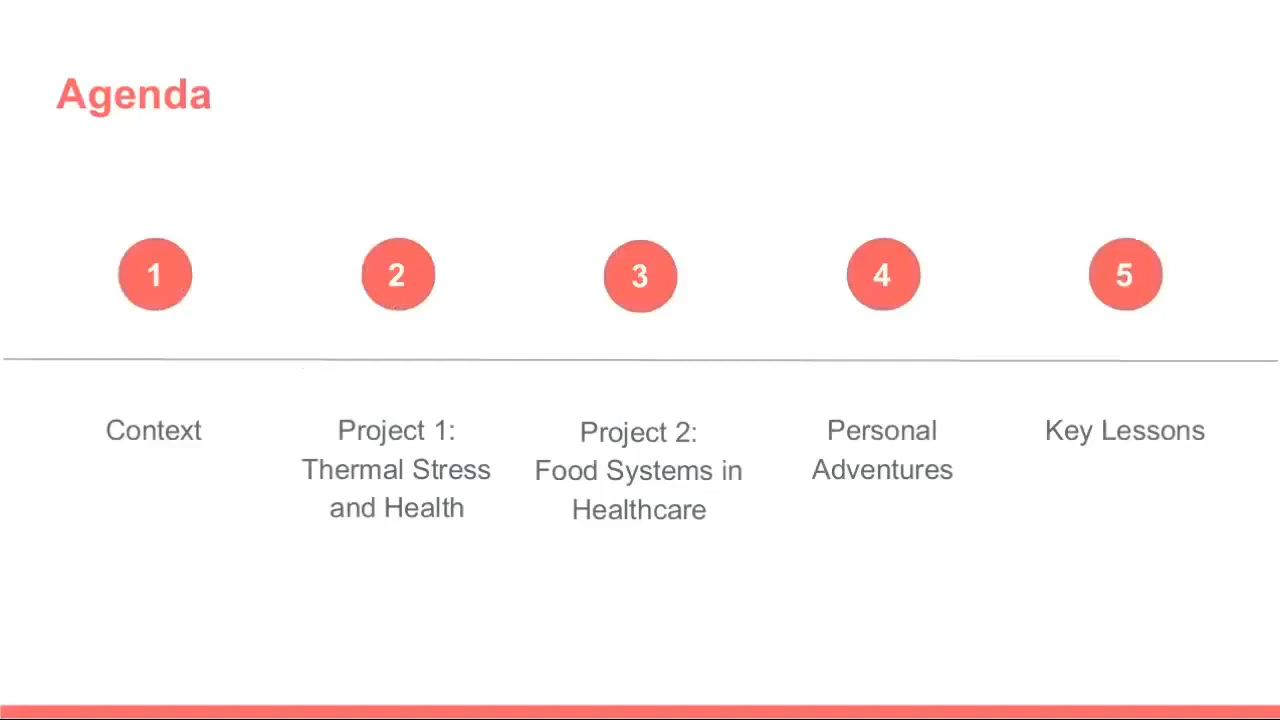 Agenda
1
2
3
4
5
Context
Project 1:
Thermal Stress
and Health
Project 2:
Food Systems in
Healthcare
Personal
Adventures
Key Lessons